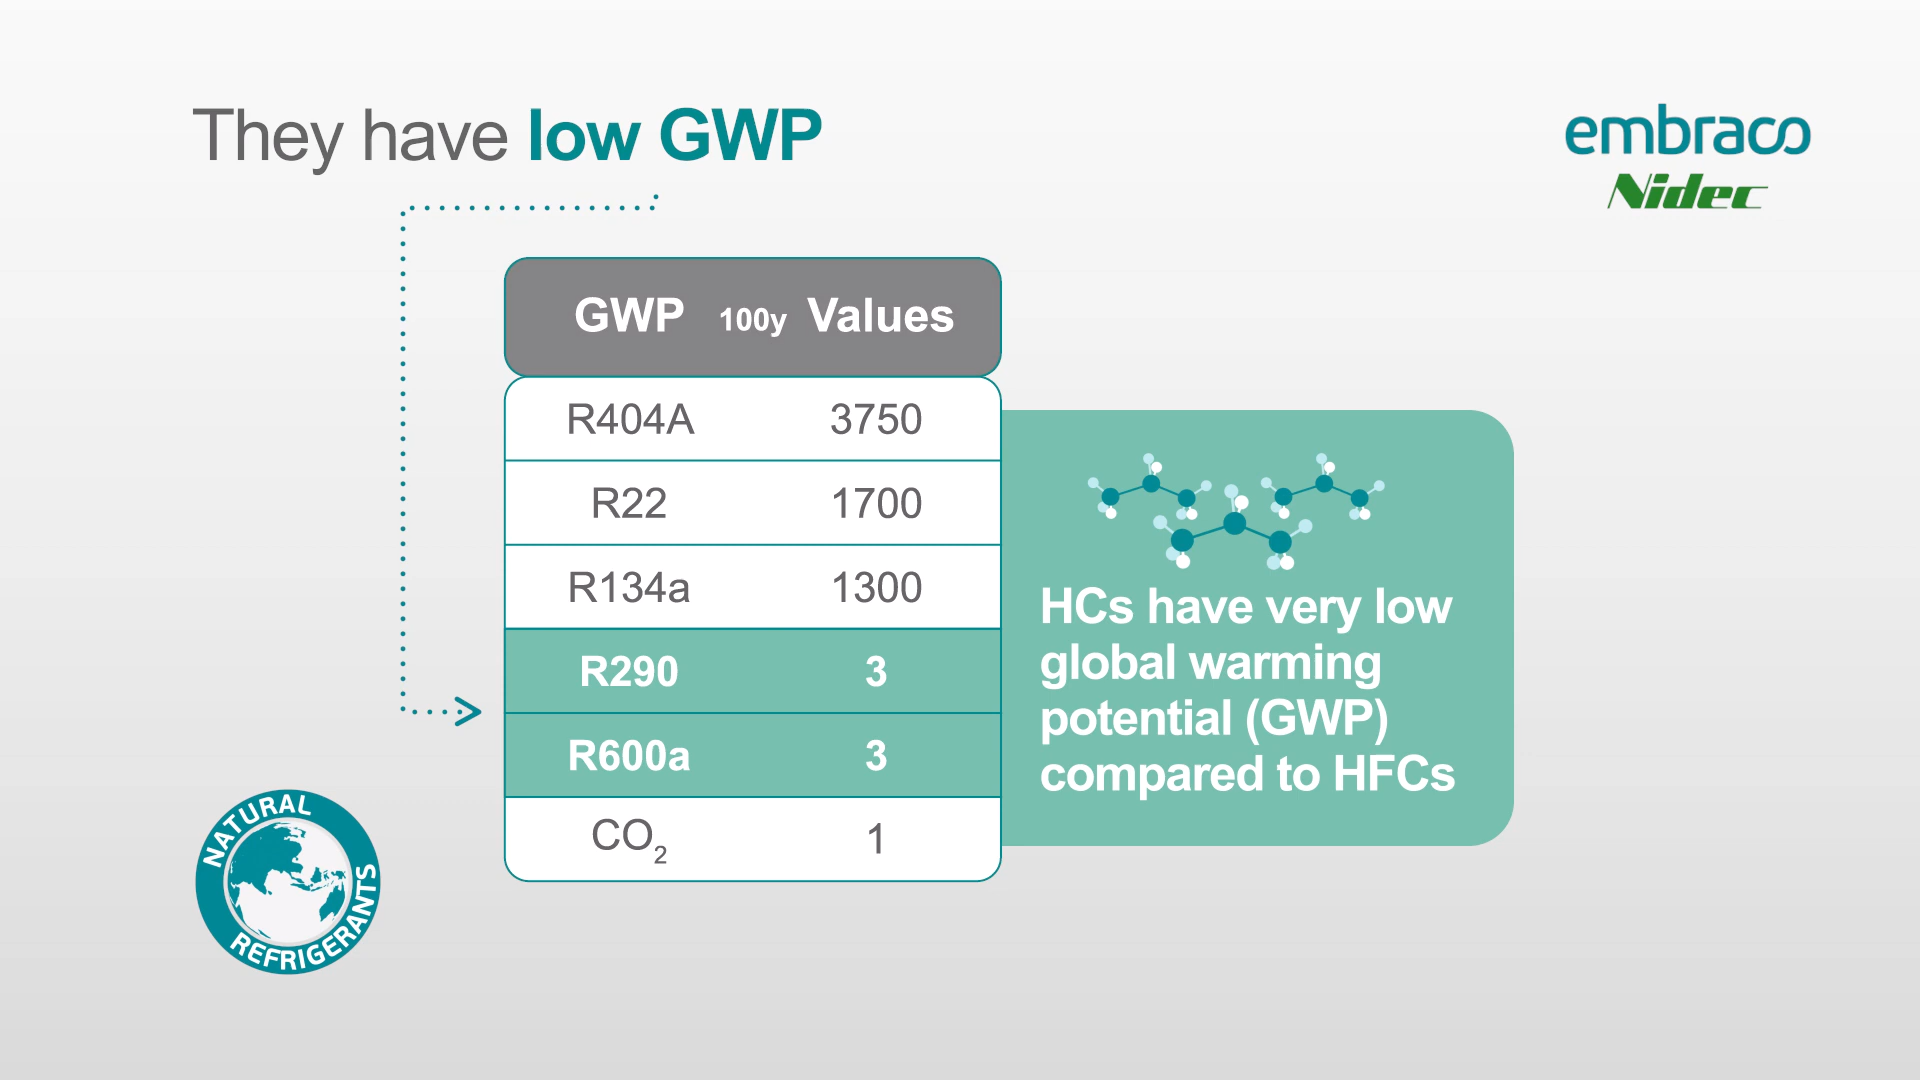 They have low GWP
embraco
Nidec
GWP 100y Values
R404A 3750
R22 1700
R134a 1300
R290 3
R600a 3
CO₂ 1
HCs have very low
global warming
potential (GWP)
compared to HFCs
NATURAL
REFRIGERANTS